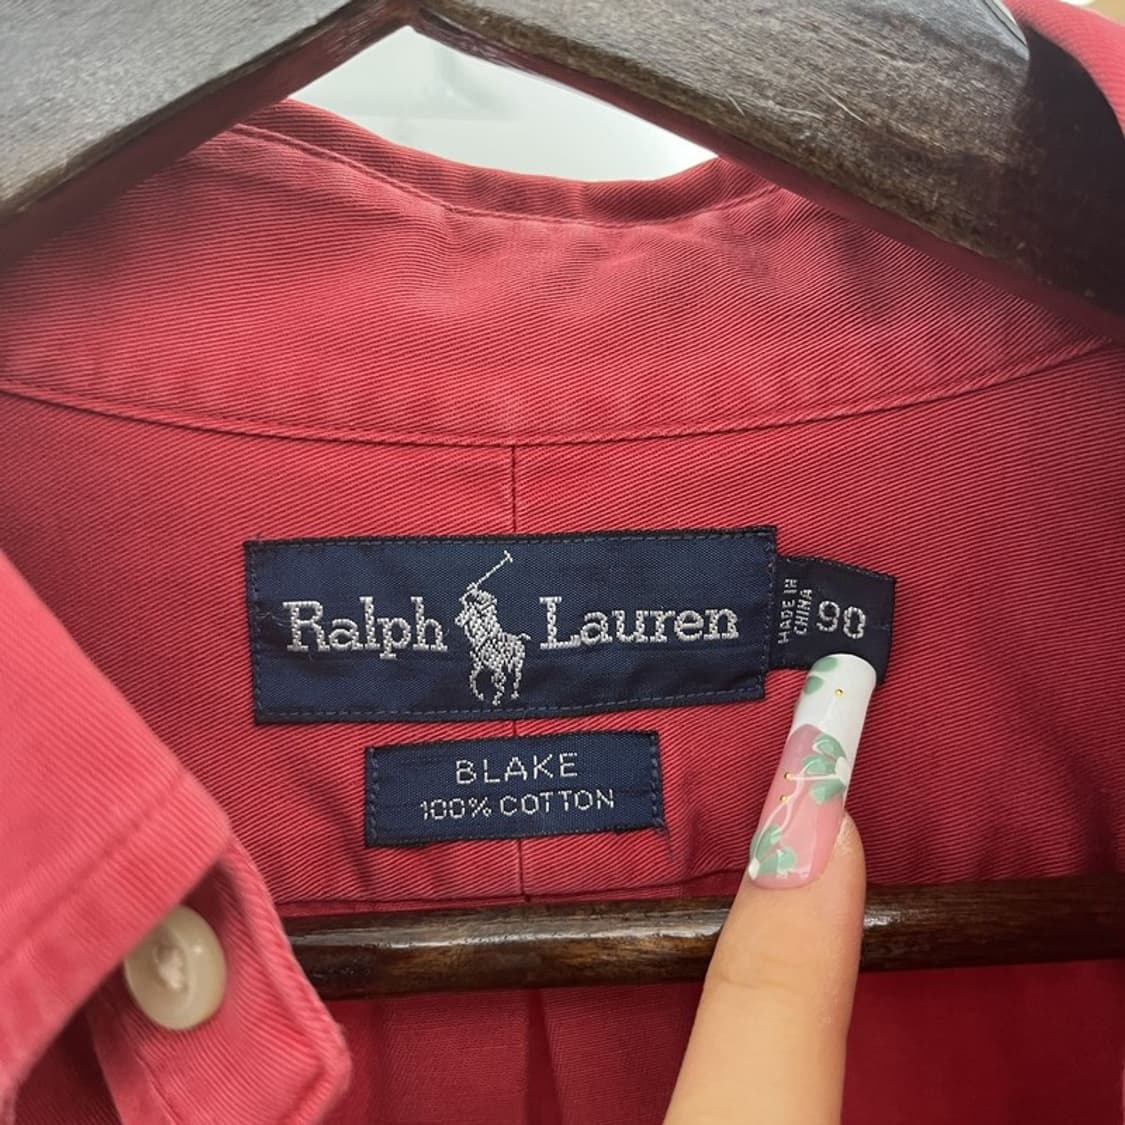 Ralph Lauren
MADE IN
CHINA
90
BLAKE
100% COTTON